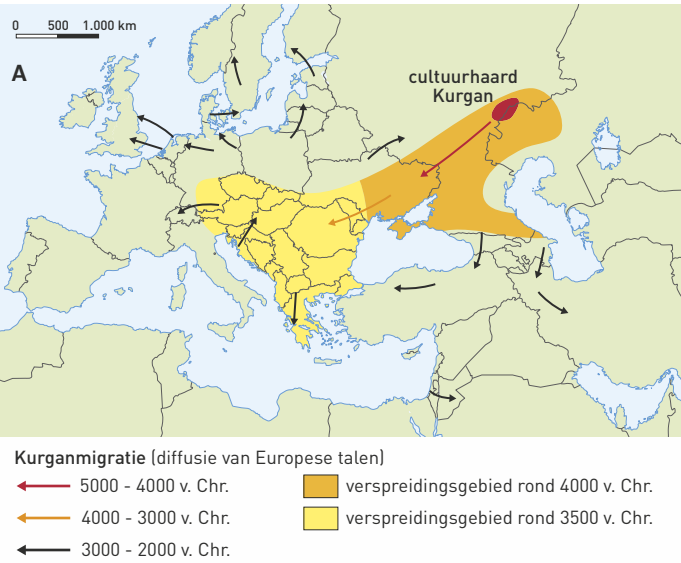 0 500 1.000 km
A
cultuurhaard
Kurgan
Kurganmigratie (diffusie van Europese talen)
5000 - 4000 v. Chr.
4000 - 3000 v. Chr.
3000 - 2000 v. Chr.
verspreidingsgebied rond 4000 v. Chr.
verspreidingsgebied rond 3500 v. Chr.